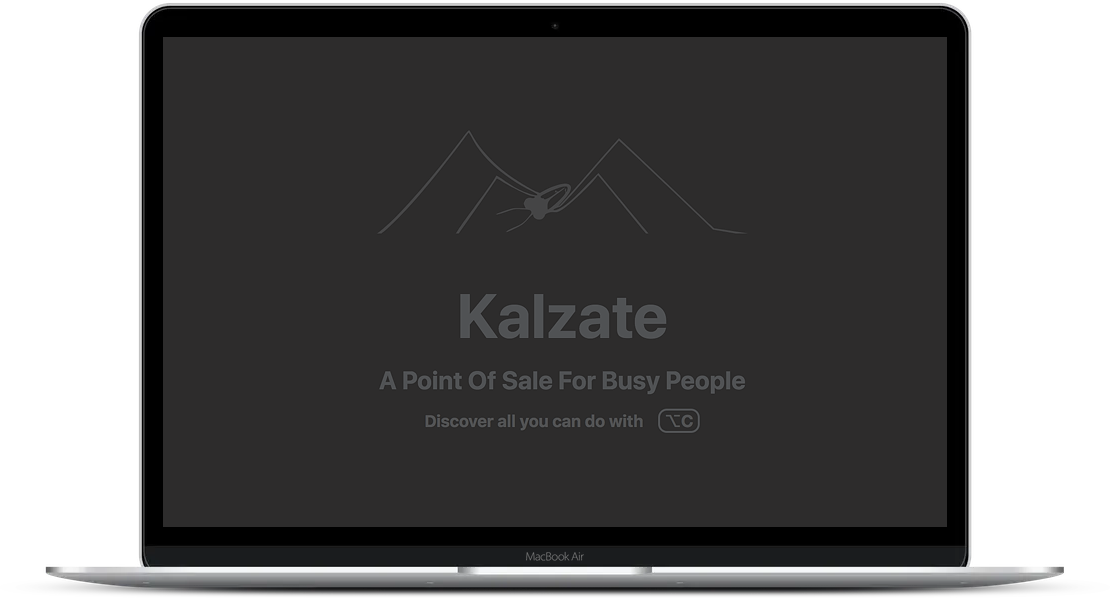 Kalzate
A Point Of Sale For Busy People
Discover all you can do with ⌥C
MacBook Air